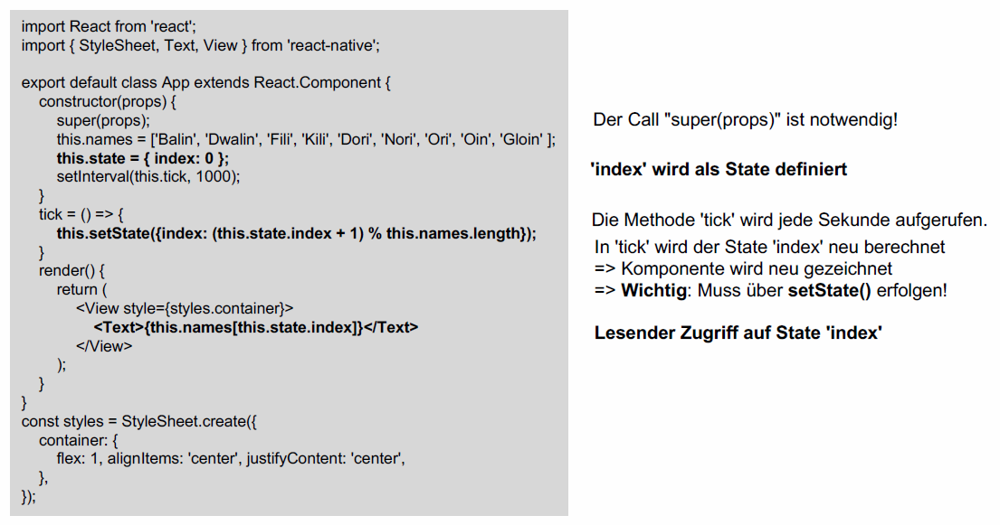 import React from 'react';
import { StyleSheet, Text, View } from 'react-native';
export default class App extends React.Component {
constructor(props) {
super(props);
this.names = ['Balin', 'Dwalin', 'Fili', 'Kili', 'Dori', 'Nori', 'Ori', 'Oin', 'Gloin' ];
this.state = { index: 0 };
setInterval(this.tick, 1000);
}
tick = () => {
this.setState({index: (this.state.index + 1) % this.names.length});
}
render() {
return (
<View style={styles.container}>
<Text>{this.names[this.state.index]}</Text>
</View>
);
}
}
const styles = StyleSheet.create({
container: {
flex: 1, alignItems: 'center', justifyContent: 'center',
},
});
Der Call "super(props)" ist notwendig!
'index' wird als State definiert
Die Methode 'tick' wird jede Sekunde aufgerufen.
In 'tick' wird der State 'index' neu berechnet
=> Komponente wird neu gezeichnet
=> Wichtig: Muss über setState() erfolgen!
Lesender Zugriff auf State 'index'